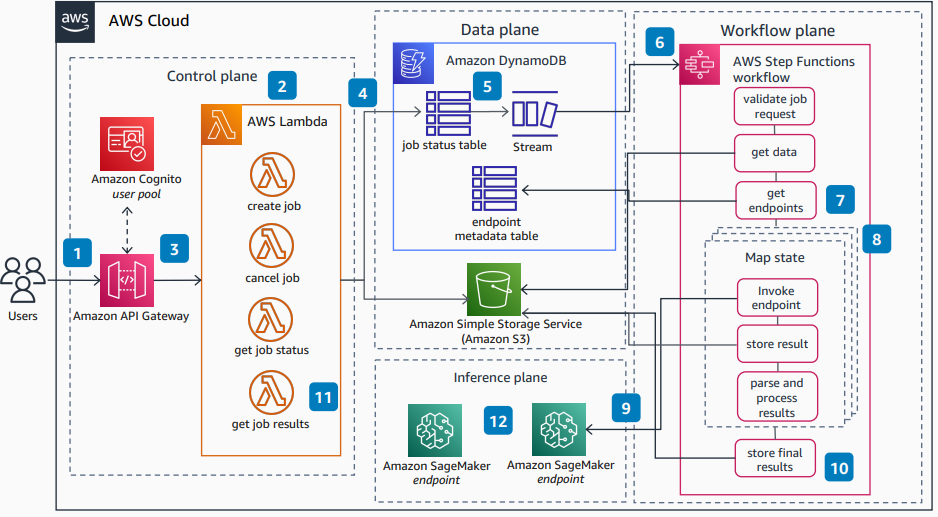 aws
AWS Cloud
Control plane
2
Amazon Cognito
user pool
1
3
Users
Amazon API Gateway
AWS Lambda
create job
cancel job
get job status
get job results
11
Data plane
4
Amazon DynamoDB
5
job status table
Stream
endpoint
metadata table
Amazon Simple Storage Service
(Amazon S3)
Inference plane
12
9
Amazon SageMaker
endpoint
Amazon SageMaker
endpoint
Workflow plane
6
AWS Step Functions
workflow
validate job
request
get data
get
endpoints
7
8
Map state
Invoke
endpoint
store result
parse and
process
results
store final
results
10